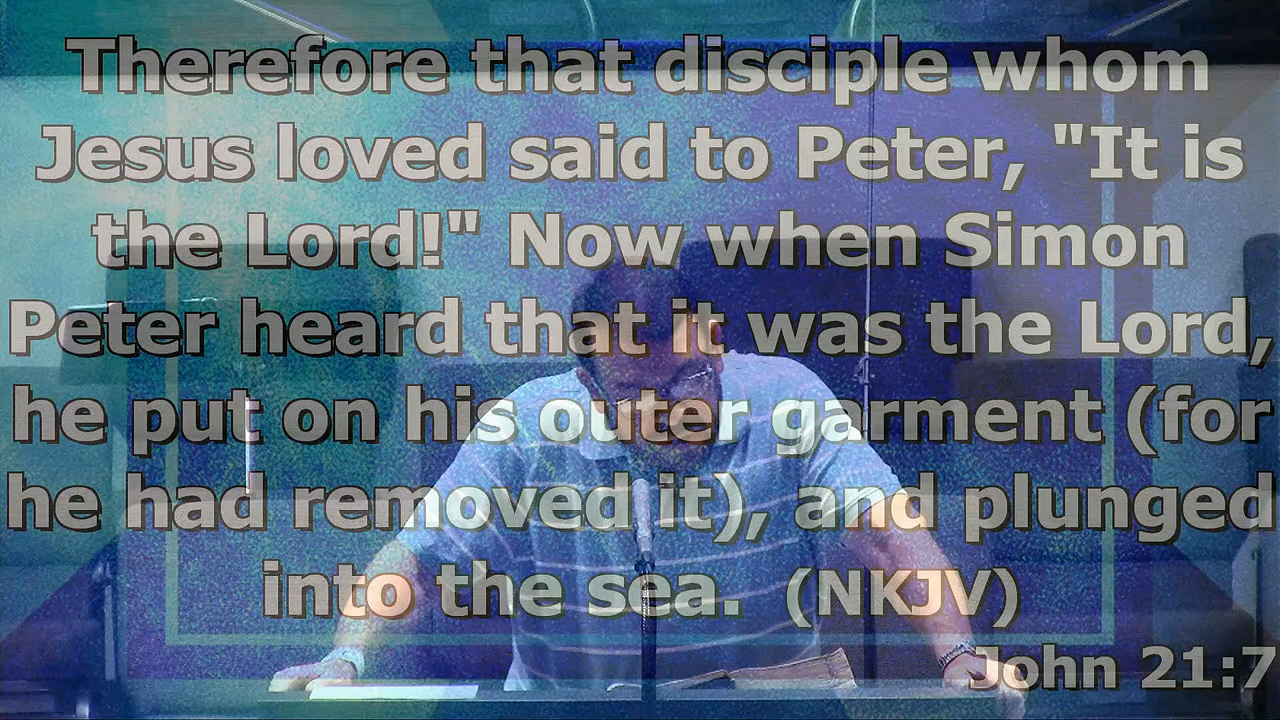 Therefore that disciple whom
Jesus loved said to Peter, "It is
the Lord!" Now when Simon
Peter heard that it was the Lord,
he put on his outer garment (for
he had removed it), and plunged
into the sea. (NKJV)
John 21:7